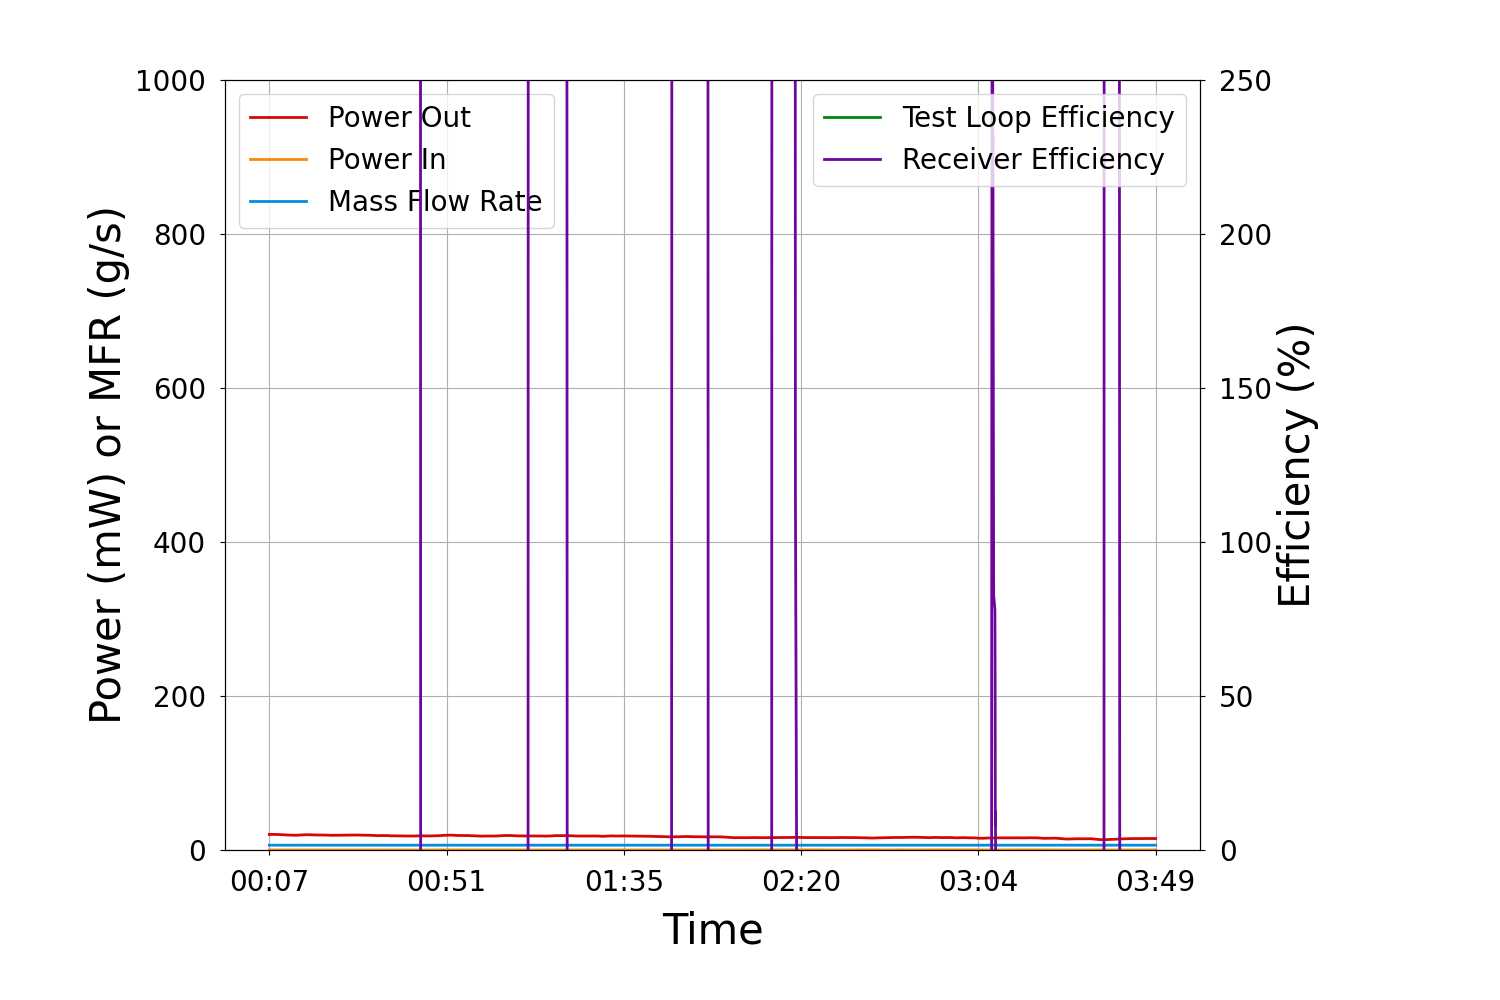 Power (mW) or MFR (g/s)
1000
800
600
400
200
0
Power Out
Power In
Mass Flow Rate
Test Loop Efficiency
Receiver Efficiency
250
200
150
100
50
0
Efficiency (%)
00:07 00:51 01:35 02:20 03:04 03:49
Time